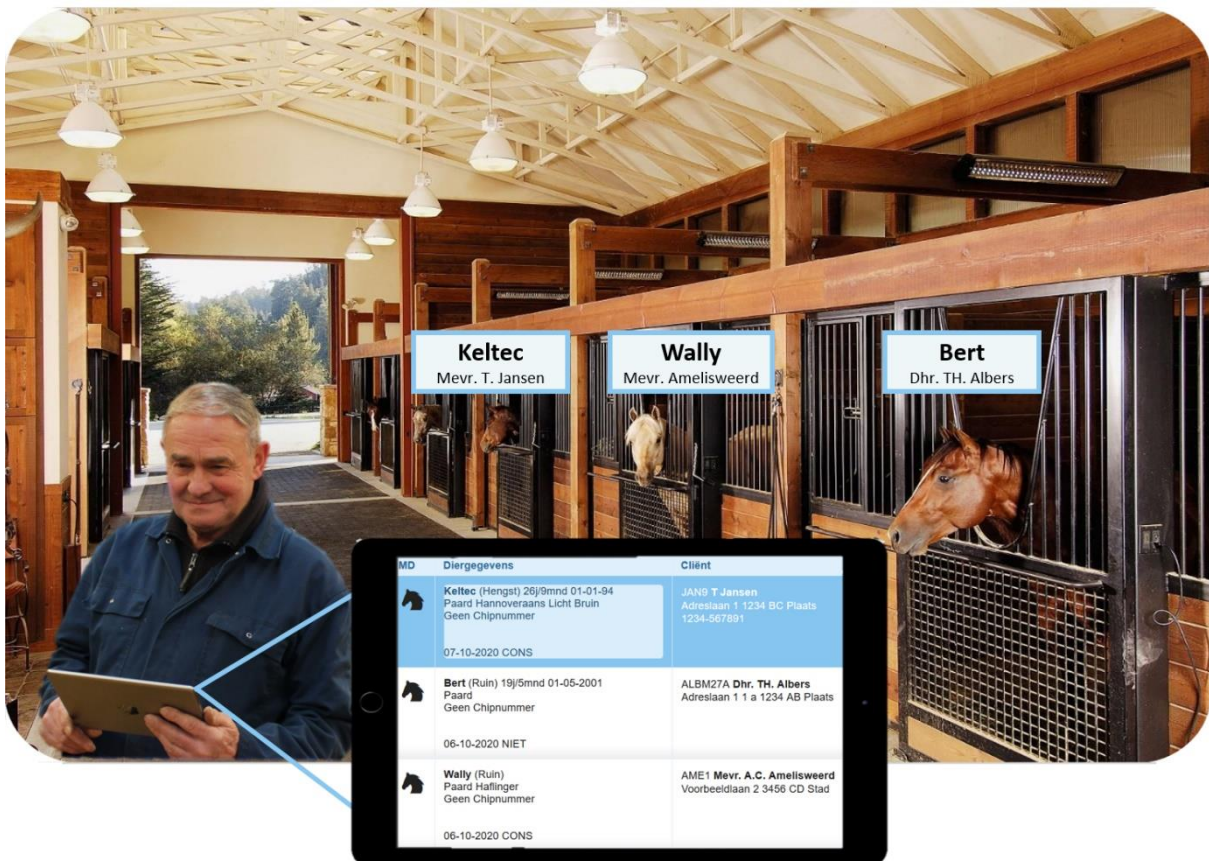 Keltec
Mevr. T. Jansen
Wally
Mevr. Amelisweerd
Bert
Dhr. TH. Albers
MD Diergegevens Cliënt
Keltec (Hengst) 26j/9mnd 01-01-94
Paard Hannoveraans Licht Bruin
Geen Chipnummer
07-10-2020 CONS
JAN9 T Jansen
Adreslaan 1 1234 BC Plaats
1234-567891
Bert (Ruin) 19j/5mnd 01-05-2001
Paard
Geen Chipnummer
06-10-2020 NIET
ALBM27A Dhr. TH. Albers
Adreslaan 1 1 a 1234 AB Plaats
Wally (Ruin)
Paard Haflinger
Geen Chipnummer
06-10-2020 CONS
AME1 Mevr. A.C. Amelisweerd
Voorbeeldlaan 2 3456 CD Stad